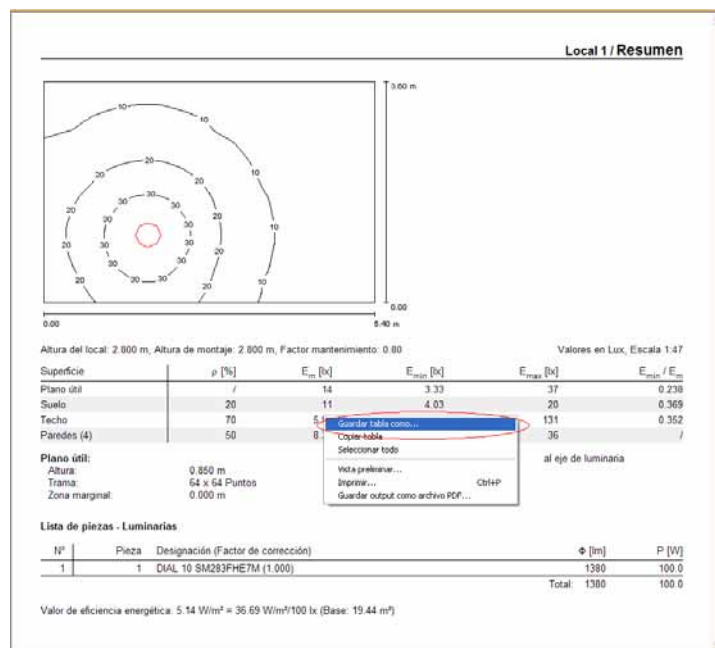 Local 1 / Resumen
3.60 m
10
10
20
20
10
30
30
20
20
30
30
10
20
30
30
30
30
20
30
30
20
20
10
0.00
0.00
5.40 m
Altura del local: 2.800 m, Altura de montaje: 2.800 m, Factor mantenimiento: 0.80
Valores en Lux, Escala 1:47
Superficie ρ [%] Em [lx] Emin [lx] Emax [lx] Emin / Em
Plano útil / 14 3.33 37 0.238
Suelo 20 11 4.03 20 0.369
Techo 70 131 0.352
Paredes (4) 50 36 /
Guardar tabla como...
Copiar tabla
Seleccionar todo
Vista preliminar...
Imprimir... Ctrl+P
Guardar output como archivo PDF...
Plano útil: al eje de luminaria
Altura: 0.850 m
Trama: 64 x 64 Puntos
Zona marginal: 0.000 m
Lista de piezas - Luminarias
N° Pieza Designación (Factor de corrección) Φ [lm] P [W]
1 1 DIAL 10 SM283FHE7M (1.000) 1380 100.0
Total: 1380 100.0
Valor de eficiencia energética: 5.14 W/m² = 36.69 W/m²/100 lx (Base: 19.44 m²)